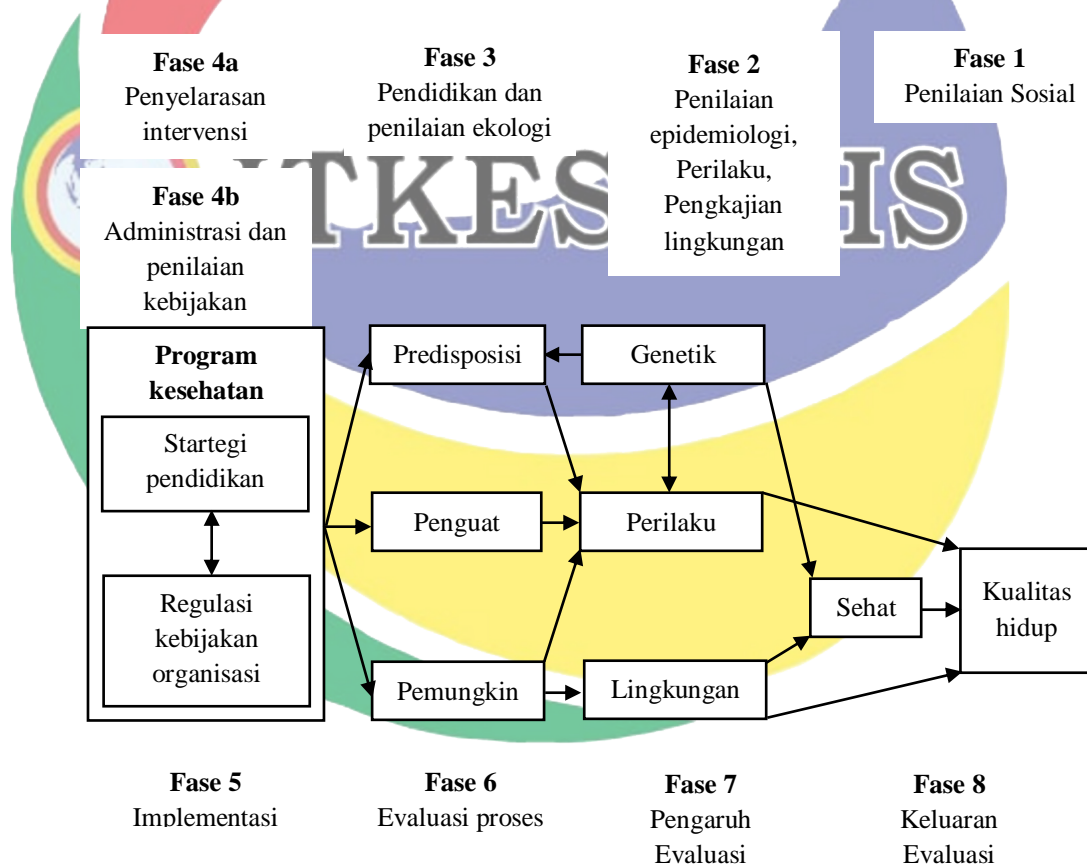 Fase 4a
Penyelarasan
intervensi
Fase 3
Pendidikan dan
penilaian ekologi
Fase 2
Penilaian
epidemiologi,
Perilaku,
Pengkajian
lingkungan
Fase 1
Penilaian Sosial
Fase 4b
Administrasi dan
penilaian
kebijakan
Program
kesehatan
Startegi
pendidikan
Regulasi
kebijakan
organisasi
Predisposisi
Genetik
Penguat
Perilaku
Pemungkin
Lingkungan
Sehat
Kualitas
hidup
Fase 5
Implementasi
Fase 6
Evaluasi proses
Fase 7
Pengaruh
Evaluasi
Fase 8
Keluaran
Evaluasi